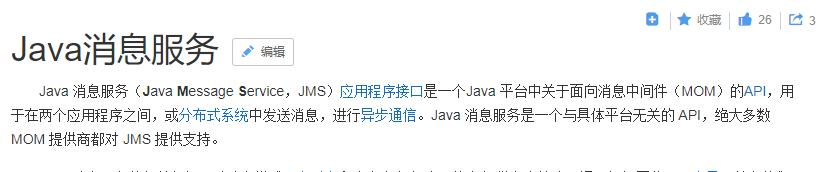 收藏 26 3
Java消息服务 编辑
Java 消息服务（Java Message Service，JMS）应用程序接口是一个Java 平台中关于面向消息中间件（MOM）的API，用
于在两个应用程序之间，或分布式系统中发送消息，进行异步通信。Java 消息服务是一个与具体平台无关的 API，绝大多数
MOM 提供商都对 JMS 提供支持。